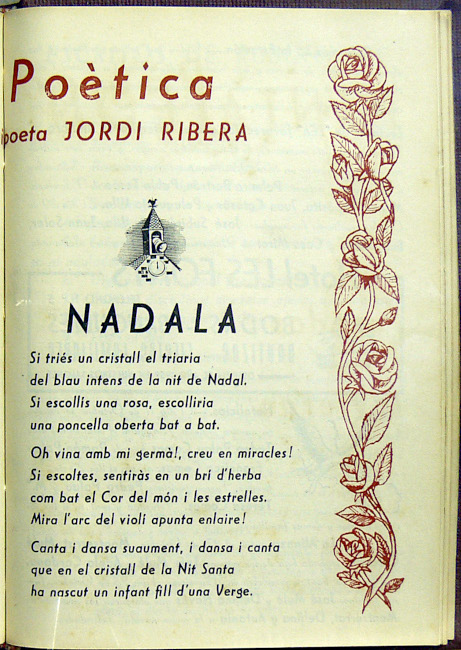 Poètica
poeta JORDI RIBERA
NADALA
Si triés un cristall el triaria
del blau intens de la nit de Nadal.
Si escollís una rosa, escolliria
una poncella oberta bat a bat.
Oh vina amb mi germà!, creu en miracles!
Si escoltes, sentiràs en un brí d'herba
com bat el Cor del món i les estrelles.
Mira l'arc del violí apunta enlaire!
Canta i dansa suaument, i dansa i canta
que en el cristall de la Nit Santa
ha nascut un infant fill d'una Verge.